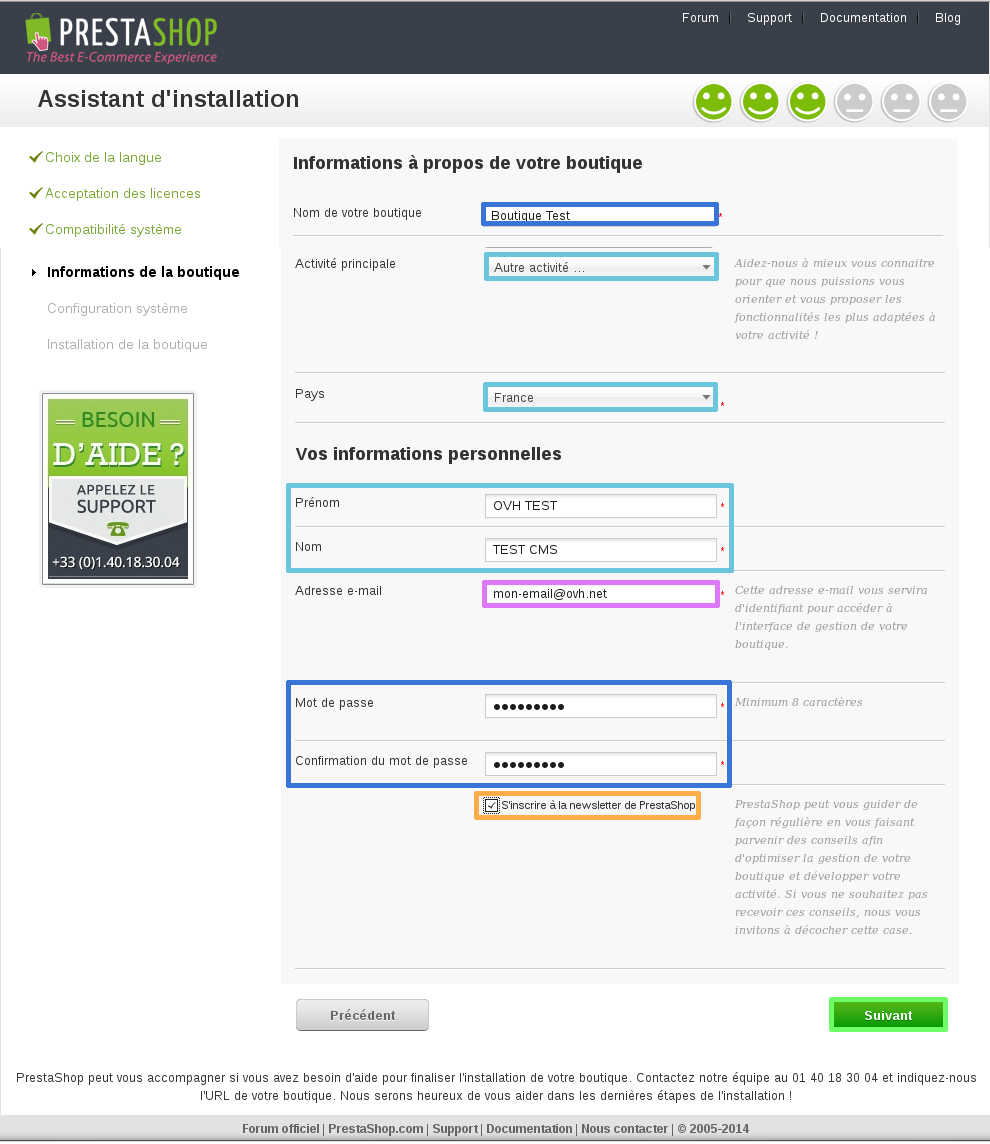 PRESTASHOP
The Best E-Commerce Experience
Forum | Support | Documentation | Blog
Assistant d'installation
Choix de la langue
Acceptation des licences
Compatibilité système
Informations de la boutique
Configuration système
Installation de la boutique
BESOIN
D'AIDE ?
APPELEZ LE
SUPPORT
+33 (0)1.40.18.30.04
Informations à propos de votre boutique
Nom de votre boutique Boutique Test *
Activité principale Autre activité ...
Aidez-nous à mieux vous connaitre
pour que nous puissions vous
orienter et vous proposer les
fonctionnalités les plus adaptées à
votre activité !
Pays France *
Vos informations personnelles
Prénom OVH TEST *
Nom TEST CMS *
Adresse e-mail mon-email@ovh.net *
Cette adresse e-mail vous servira
d'identifiant pour accéder à
l'interface de gestion de votre
boutique.
Mot de passe ●●●●●●●●● * Minimum 8 caractères
Confirmation du mot de passe ●●●●●●●●● *
S'inscrire à la newsletter de PrestaShop
PrestaShop peut vous guider de
façon régulière en vous faisant
parvenir des conseils afin
d'optimiser la gestion de votre
boutique et développer votre
activité. Si vous ne souhaitez pas
recevoir ces conseils, nous vous
invitons à décocher cette case.
Précédent
Suivant
PrestaShop peut vous accompagner si vous avez besoin d'aide pour finaliser l'installation de votre boutique. Contactez notre équipe au 01 40 18 30 04 et indiquez-nous
l'URL de votre boutique. Nous serons heureux de vous aider dans les dernières étapes de l'installation !
Forum officiel | PrestaShop.com | Support | Documentation | Nous contacter | © 2005-2014